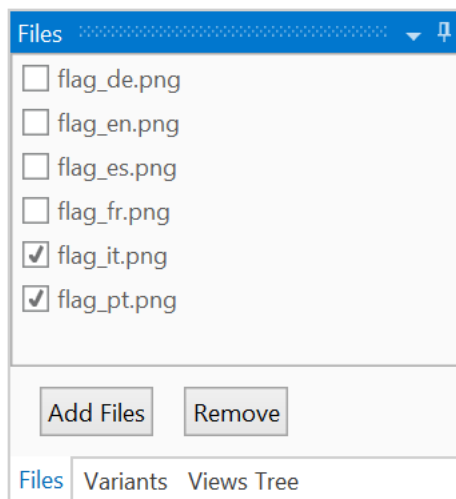 Files
flag_de.png
flag_en.png
flag_es.png
flag_fr.png
flag_it.png
flag_pt.png
Add Files Remove
Files Variants Views Tree